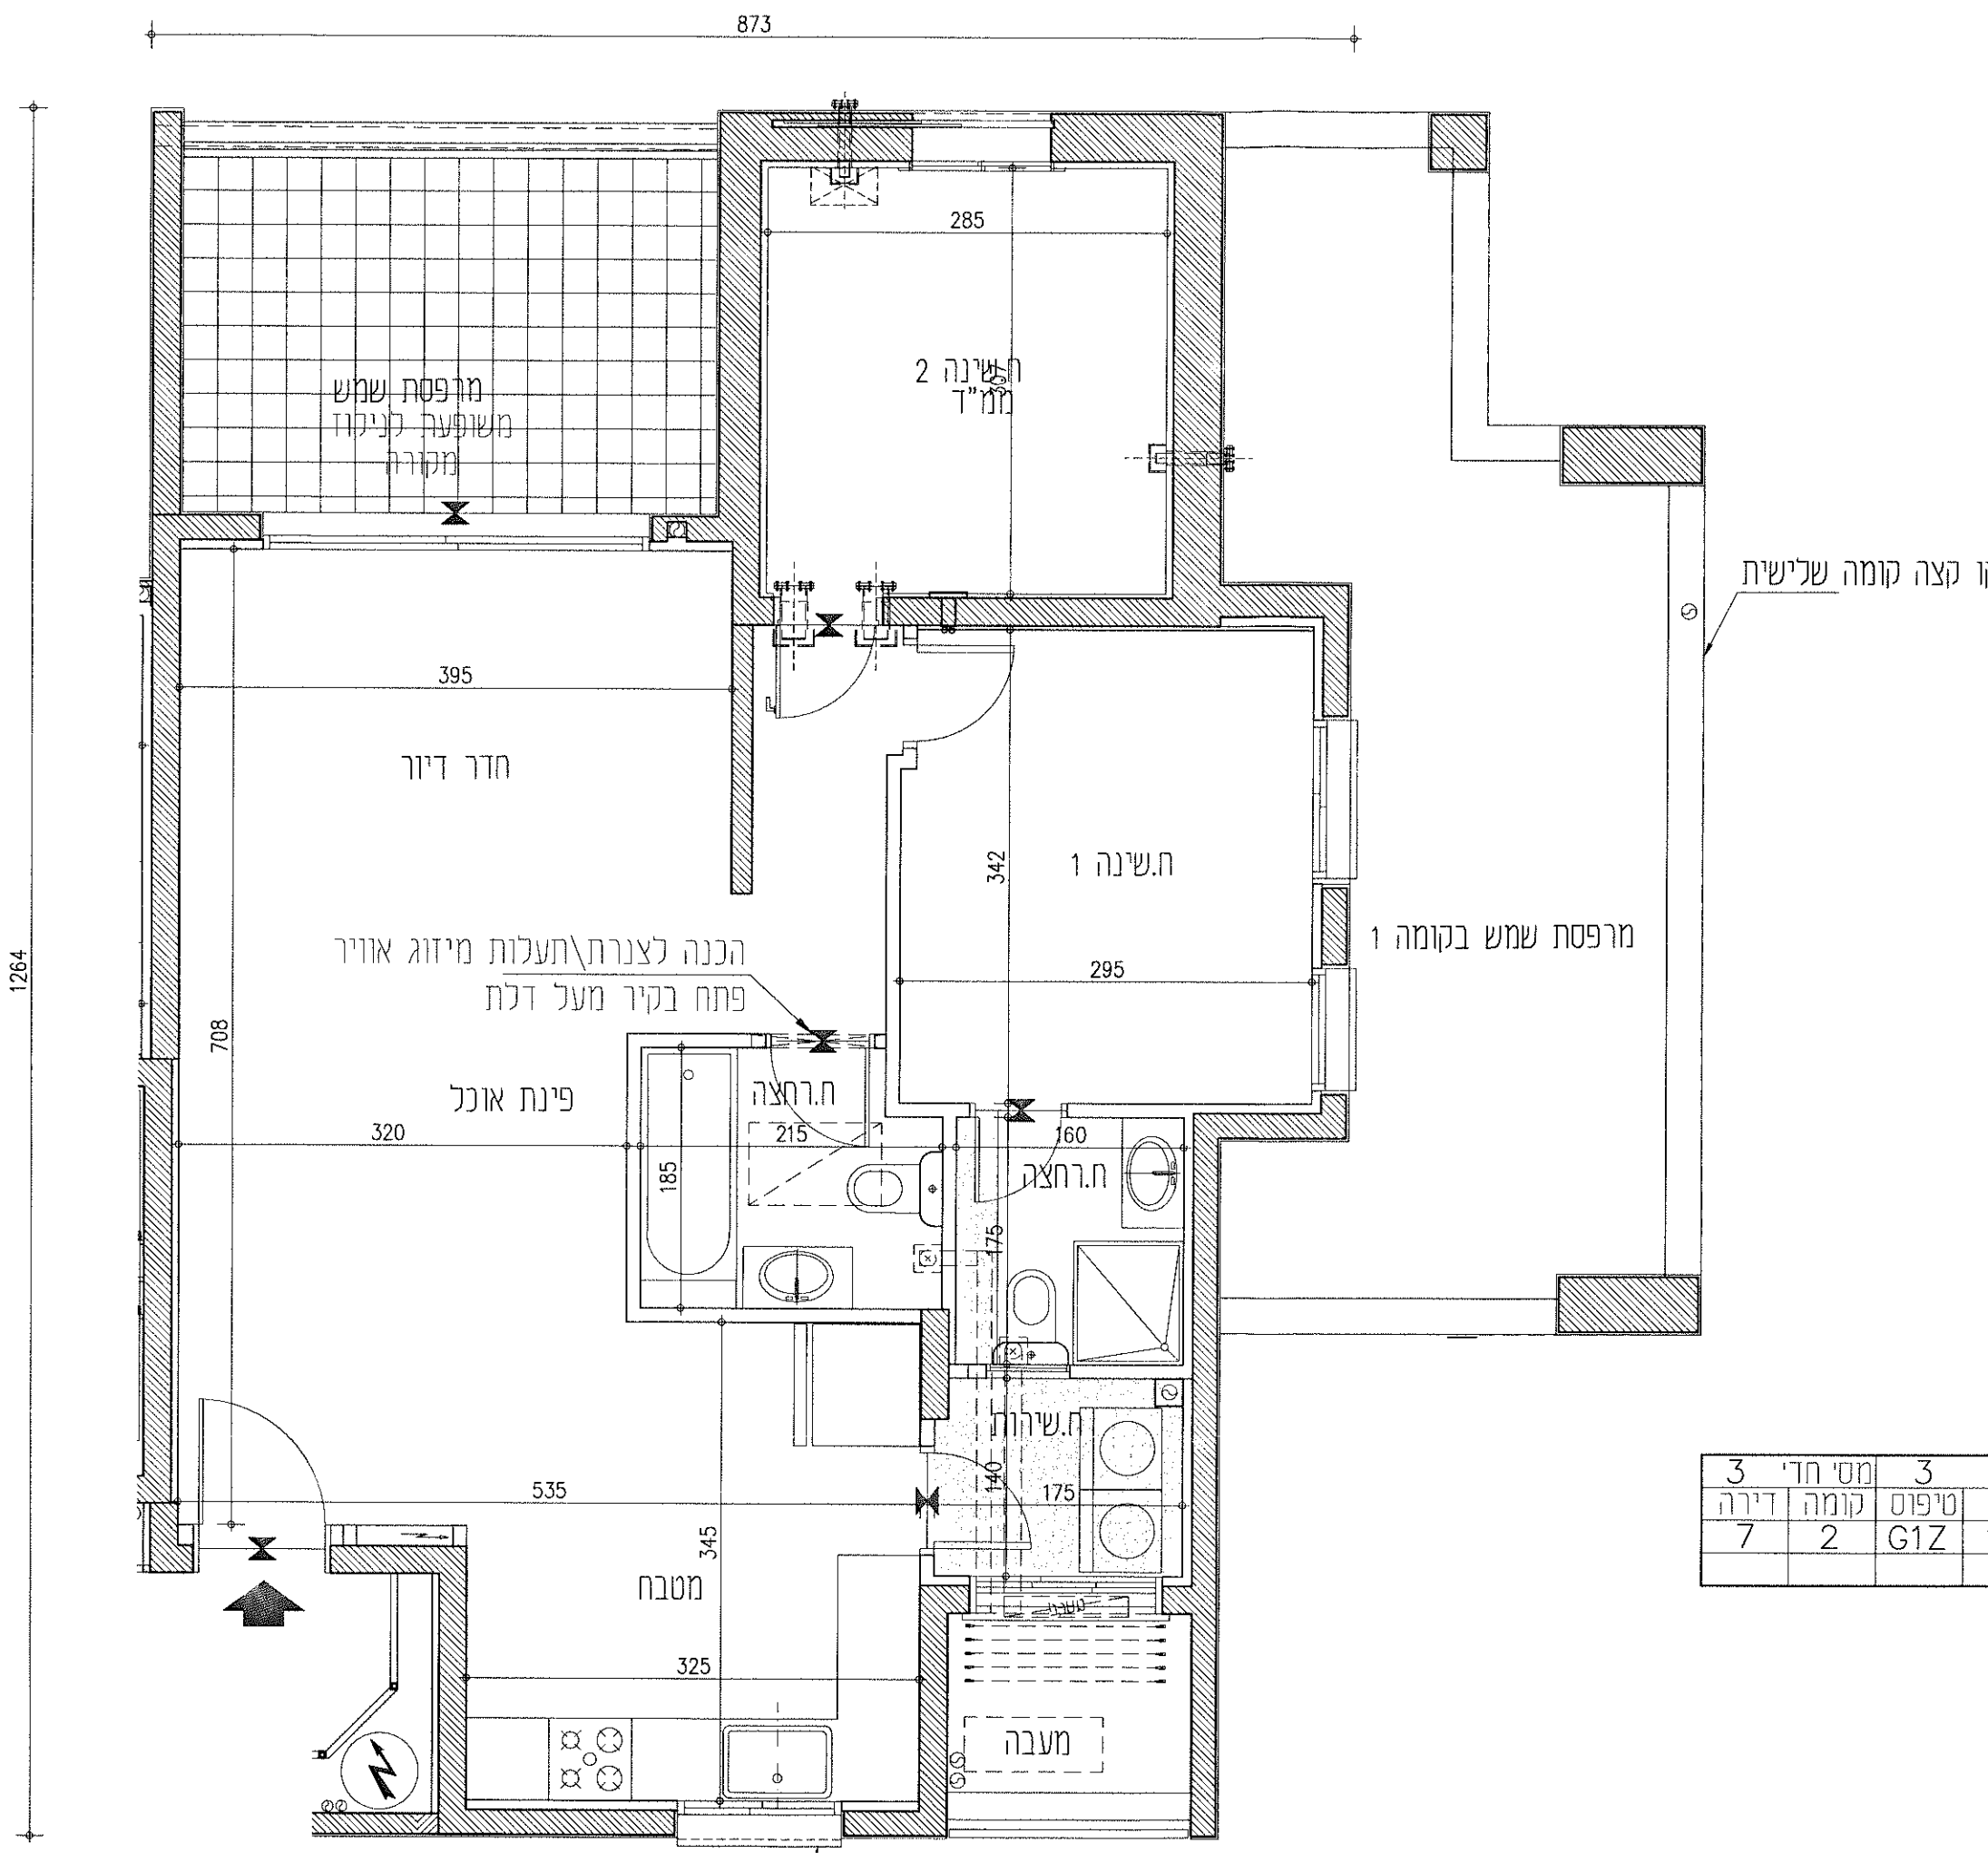 873
285
ח.שינה 2
307
ממ"ד
מרפסת שמש
משופעת לניקוז
מקורה
קו קצה קומה שלישית
395
חדר דיור
342
ח.שינה 1
מרפסת שמש בקומה 1
הכנה לצנרת\תעלות מיזוג אוויר
פתח בקיר מעל דלת
295
1264
708
פינת אוכל
ח.רחצה
320
215
160
185
ח.רחצה
175
ח.שירות
140
175
535
345
מטבח
325
מעבה
3 מסי חדי 3
טיפוס קומה דירה
G1Z 2 7